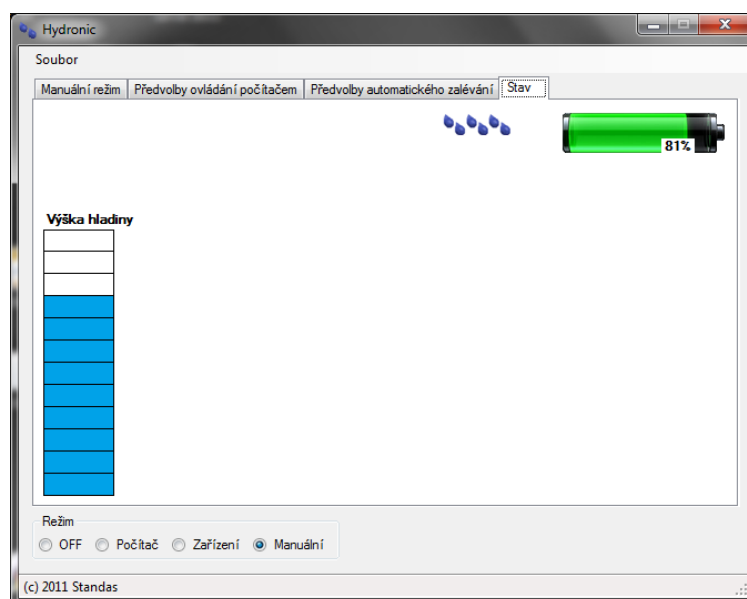 Hydronic
Soubor
Manuální režim Předvolby ovládání počítačem Předvolby automatického zalévání Stav
81%
Výška hladiny
Režim
OFF Počítač Zařízení Manuální
(c) 2011 Standas